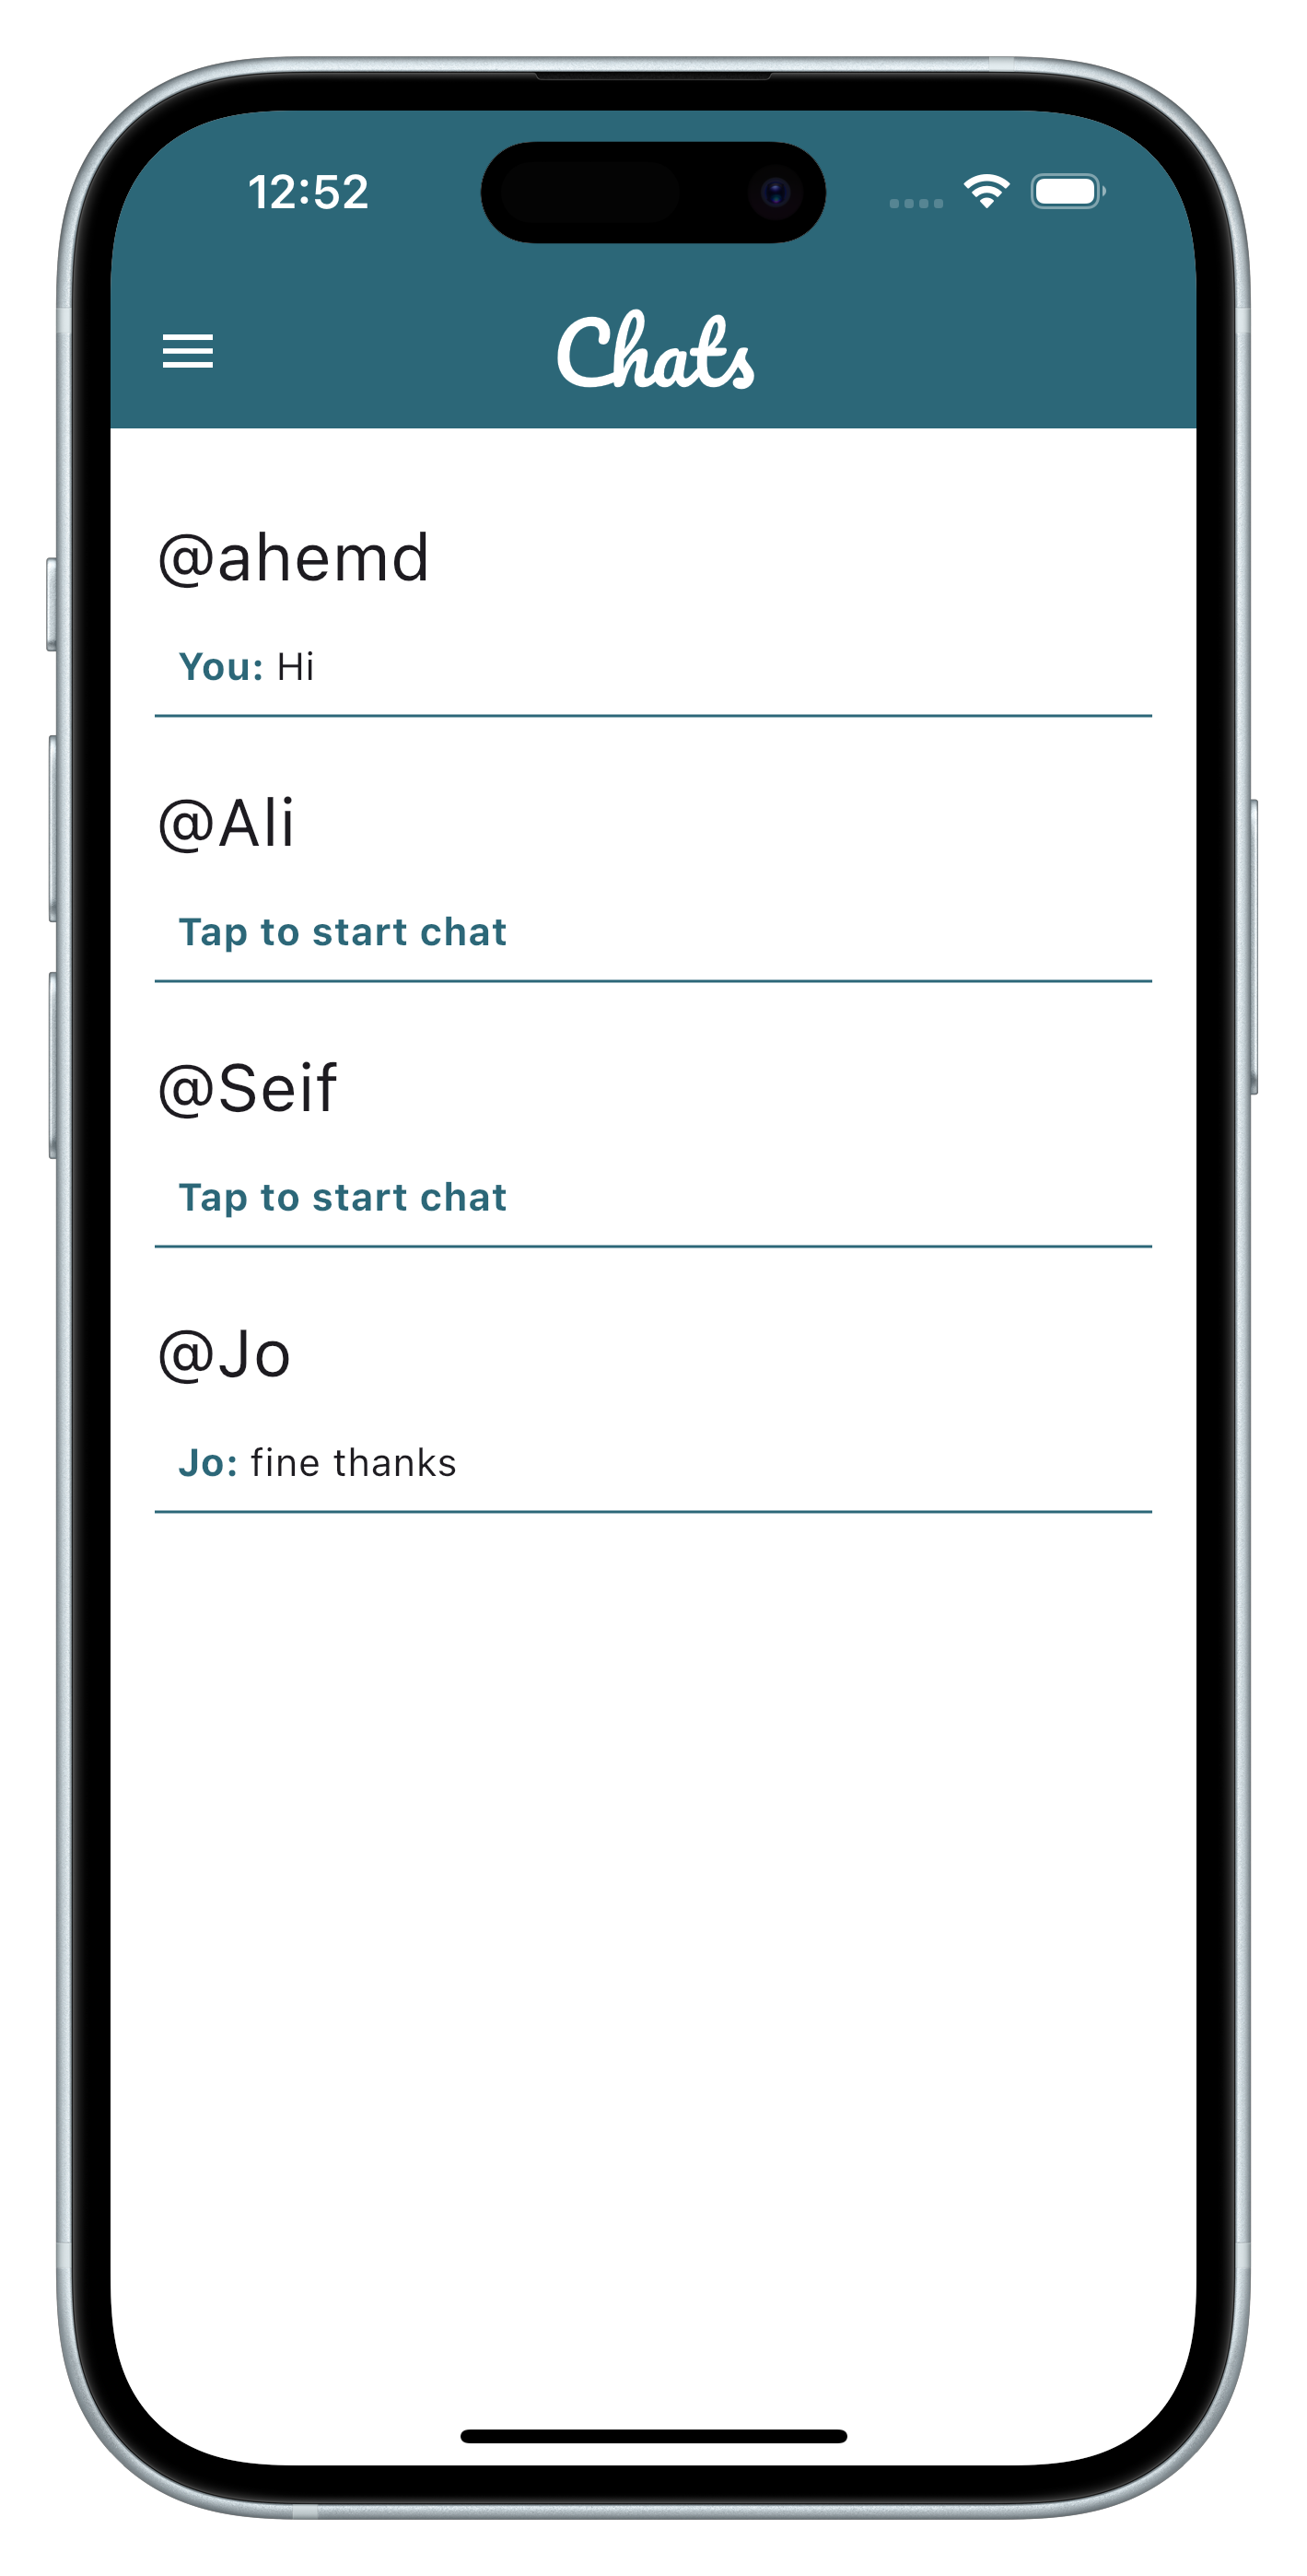 12:52
Chats
@ahemd
You: Hi
@Ali
Tap to start chat
@Seif
Tap to start chat
@Jo
Jo: fine thanks